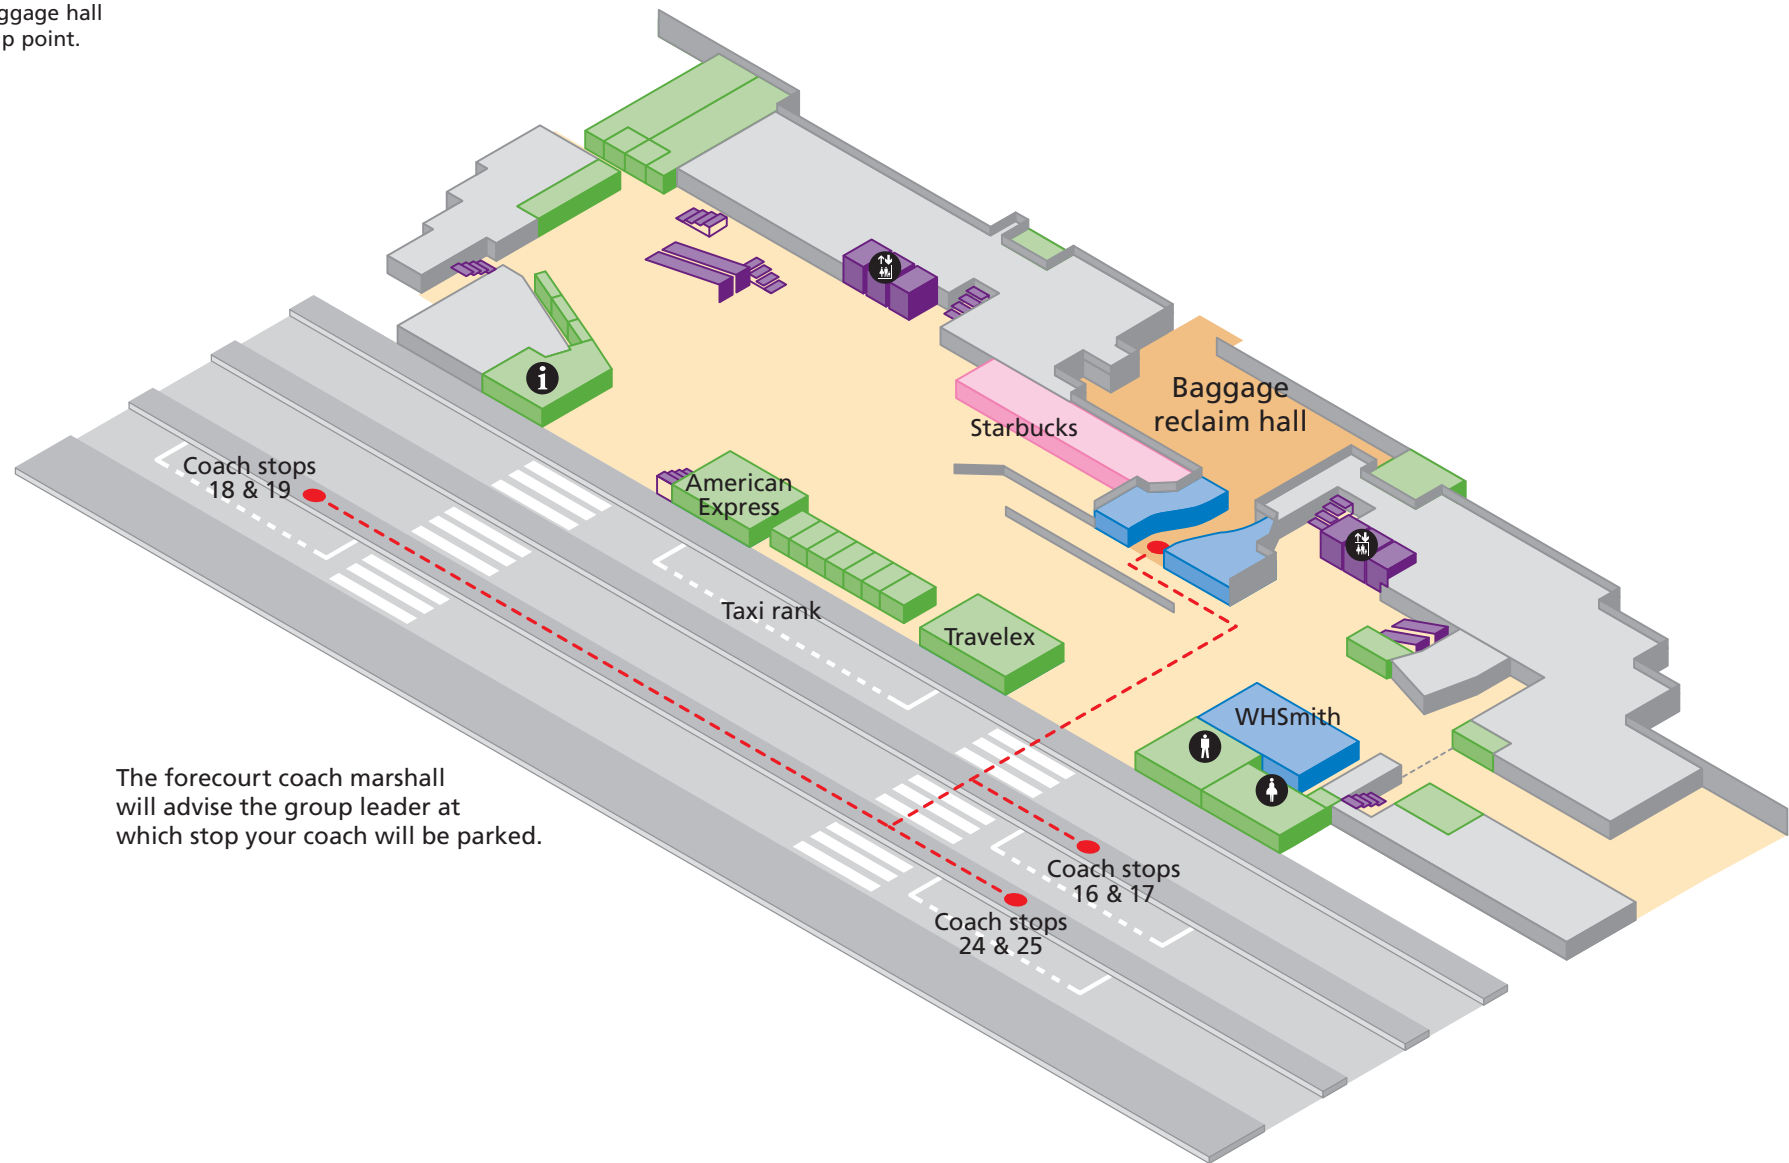 p point.
Baggage
reclaim hall
Starbucks
Coach stops
18 & 19
American
Express
Taxi rank
Travelex
WHSmith
The forecourt coach marshall
will advise the group leader at
which stop your coach will be parked.
Coach stops
16 & 17
Coach stops
24 & 25
hall